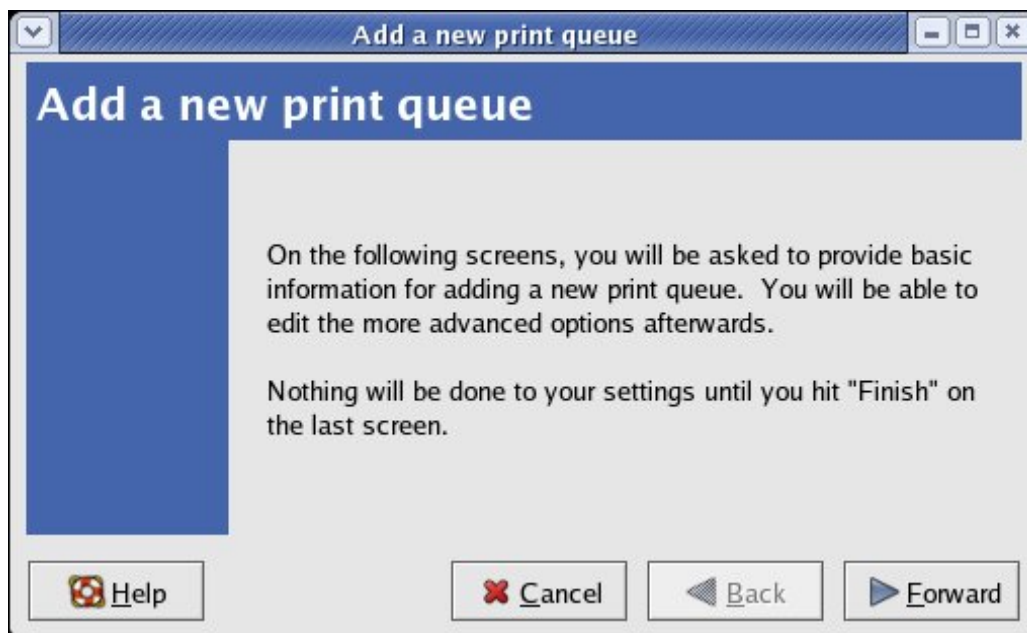 Add a new print queue
Add a new print queue
On the following screens, you will be asked to provide basic
information for adding a new print queue.  You will be able to
edit the more advanced options afterwards.
Nothing will be done to your settings until you hit "Finish" on
the last screen.
Help
Cancel
Back
Forward